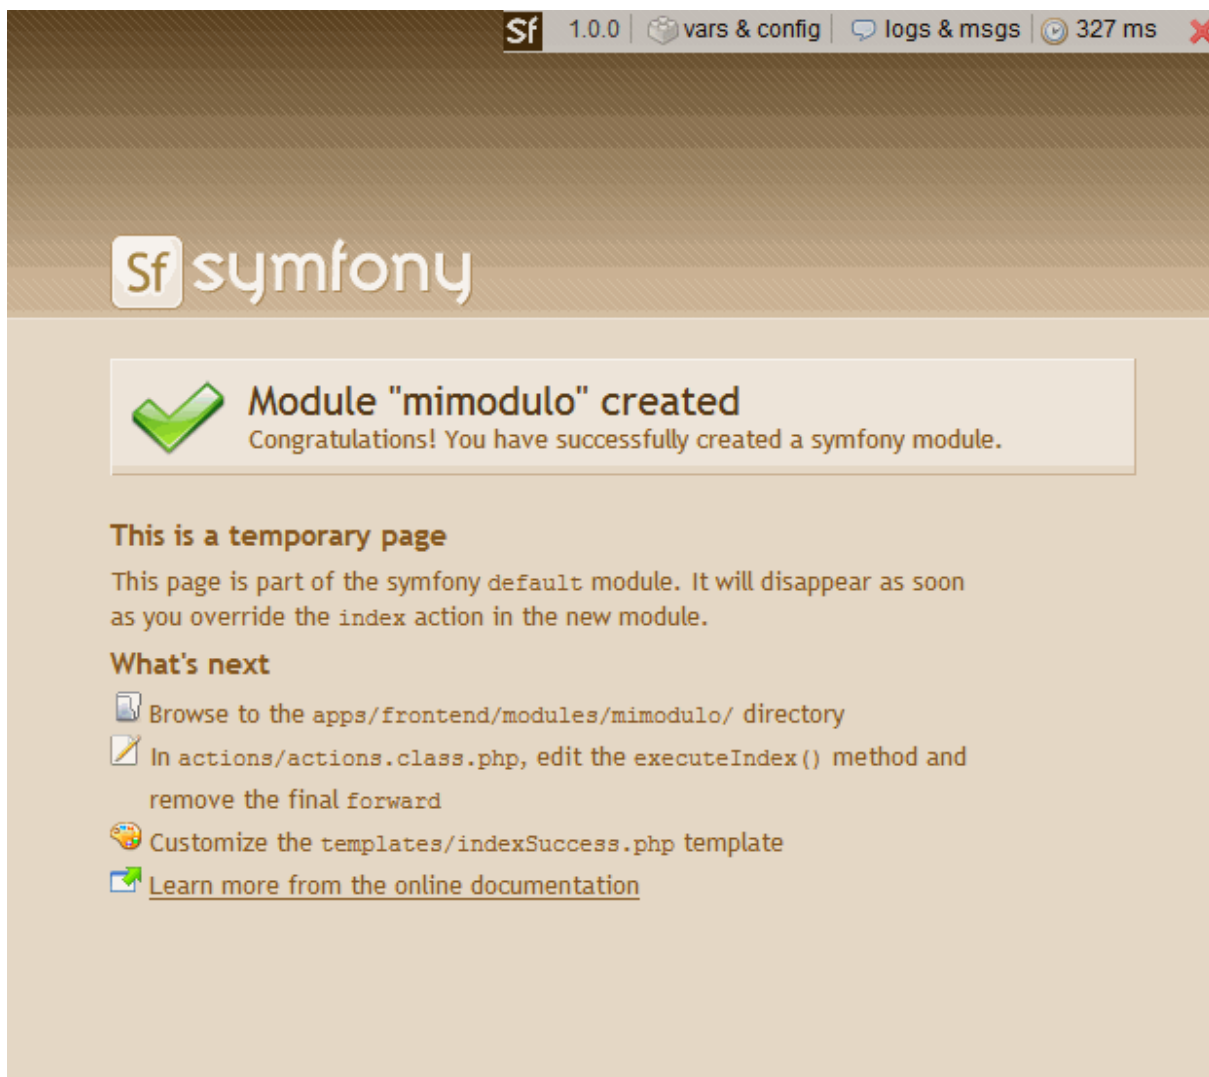 Sf 1.0.0 vars & config logs & msgs 327 ms
Sf symfony
Module "mimodulo" created
Congratulations! You have successfully created a symfony module.
This is a temporary page
This page is part of the symfony default module. It will disappear as soon
as you override the index action in the new module.
What's next
Browse to the apps/frontend/modules/mimodulo/ directory
In actions/actions.class.php, edit the executeIndex() method and
remove the final forward
Customize the templates/indexSuccess.php template
Learn more from the online documentation